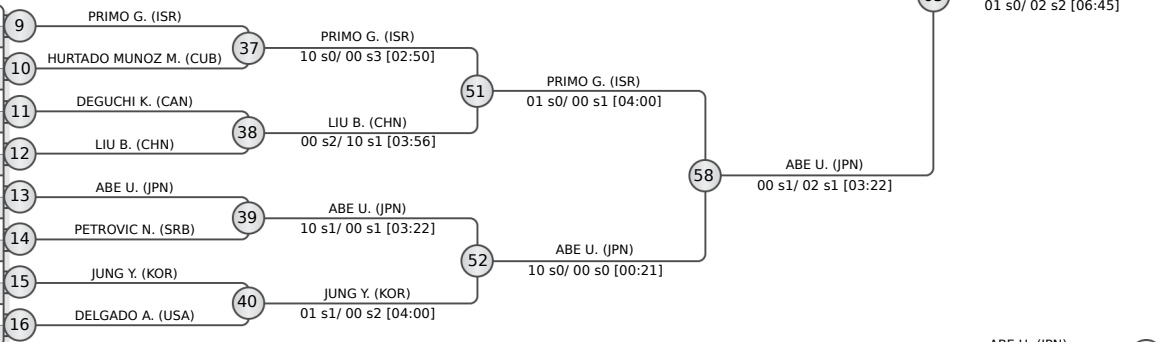 01 s0/ 02 s2 [06:45]
9
PRIMO G. (ISR)
37
PRIMO G. (ISR)
10 s0/ 00 s3 [02:50]
10
HURTADO MUNOZ M. (CUB)
51
PRIMO G. (ISR)
01 s0/ 00 s1 [04:00]
11
DEGUCHI K. (CAN)
38
LIU B. (CHN)
00 s2/ 10 s1 [03:56]
12
LIU B. (CHN)
58
ABE U. (JPN)
00 s1/ 02 s1 [03:22]
13
ABE U. (JPN)
39
ABE U. (JPN)
10 s1/ 00 s1 [03:22]
14
PETROVIC N. (SRB)
52
ABE U. (JPN)
10 s0/ 00 s0 [00:21]
15
JUNG Y. (KOR)
40
JUNG Y. (KOR)
01 s1/ 00 s2 [04:00]
16
DELGADO A. (USA)
ABE U. (JPN)